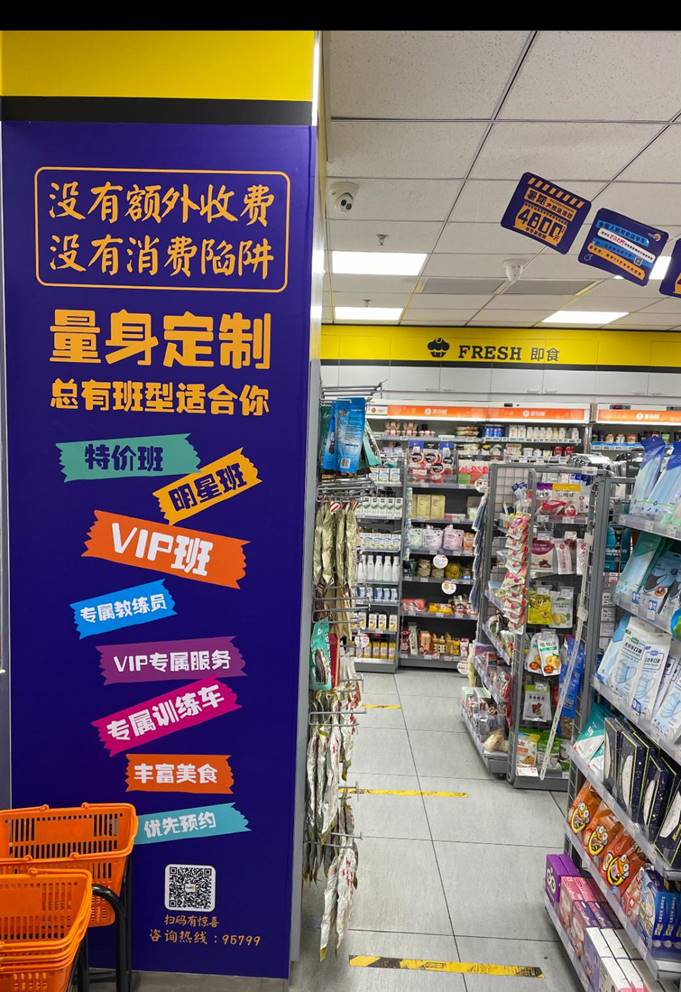 没有额外收费
没有消费陷阱
量身定制
总有班型适合你
特价班
明星班
VIP班
专属教练员
VIP专属服务
专属训练车
丰富美食
优先预约
扫码有惊喜
咨询热线：95799
4800
FRESH 即食